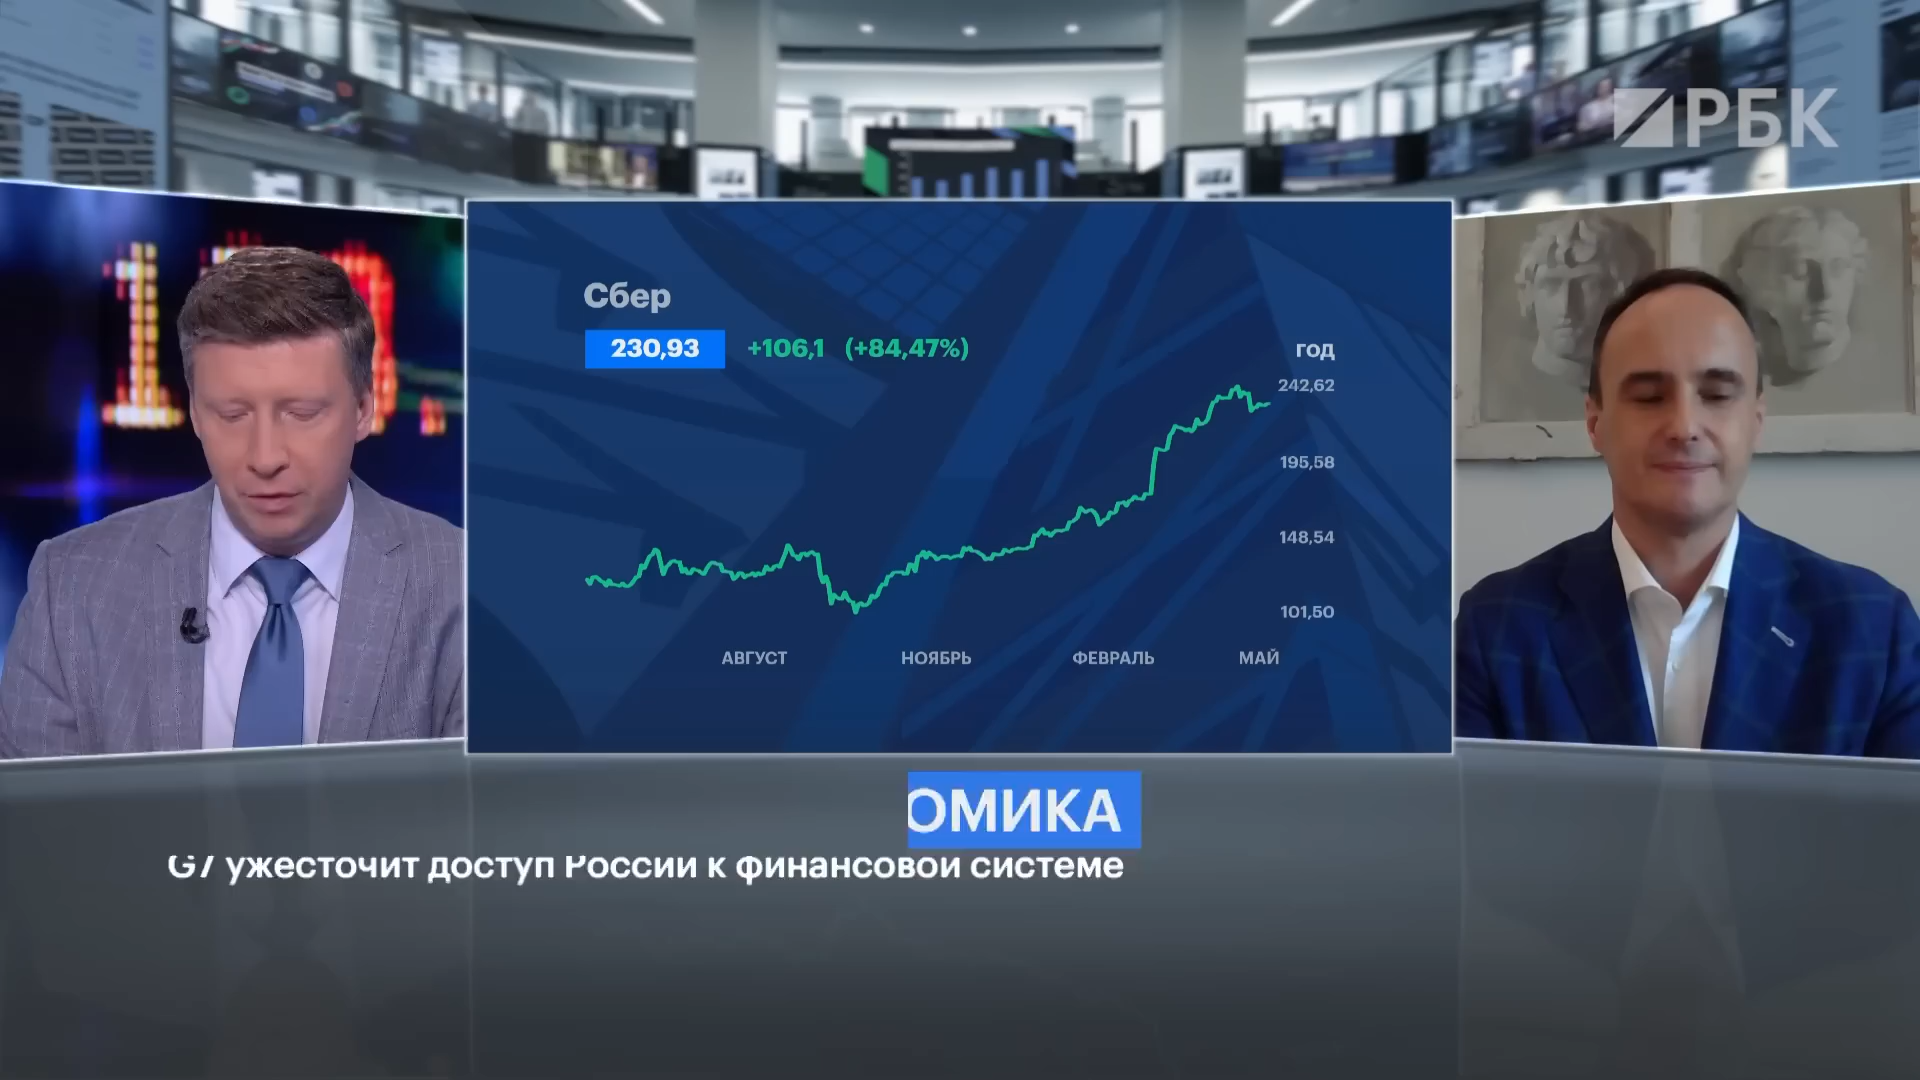 РБК
Сбер
230,93 +106,1 (+84,47%)
ГОД
242,62
195,58
148,54
101,50
АВГУСТ НОЯБРЬ ФЕВРАЛЬ МАЙ
ОМИКА
G7 ужесточит доступ России к финансовой системе